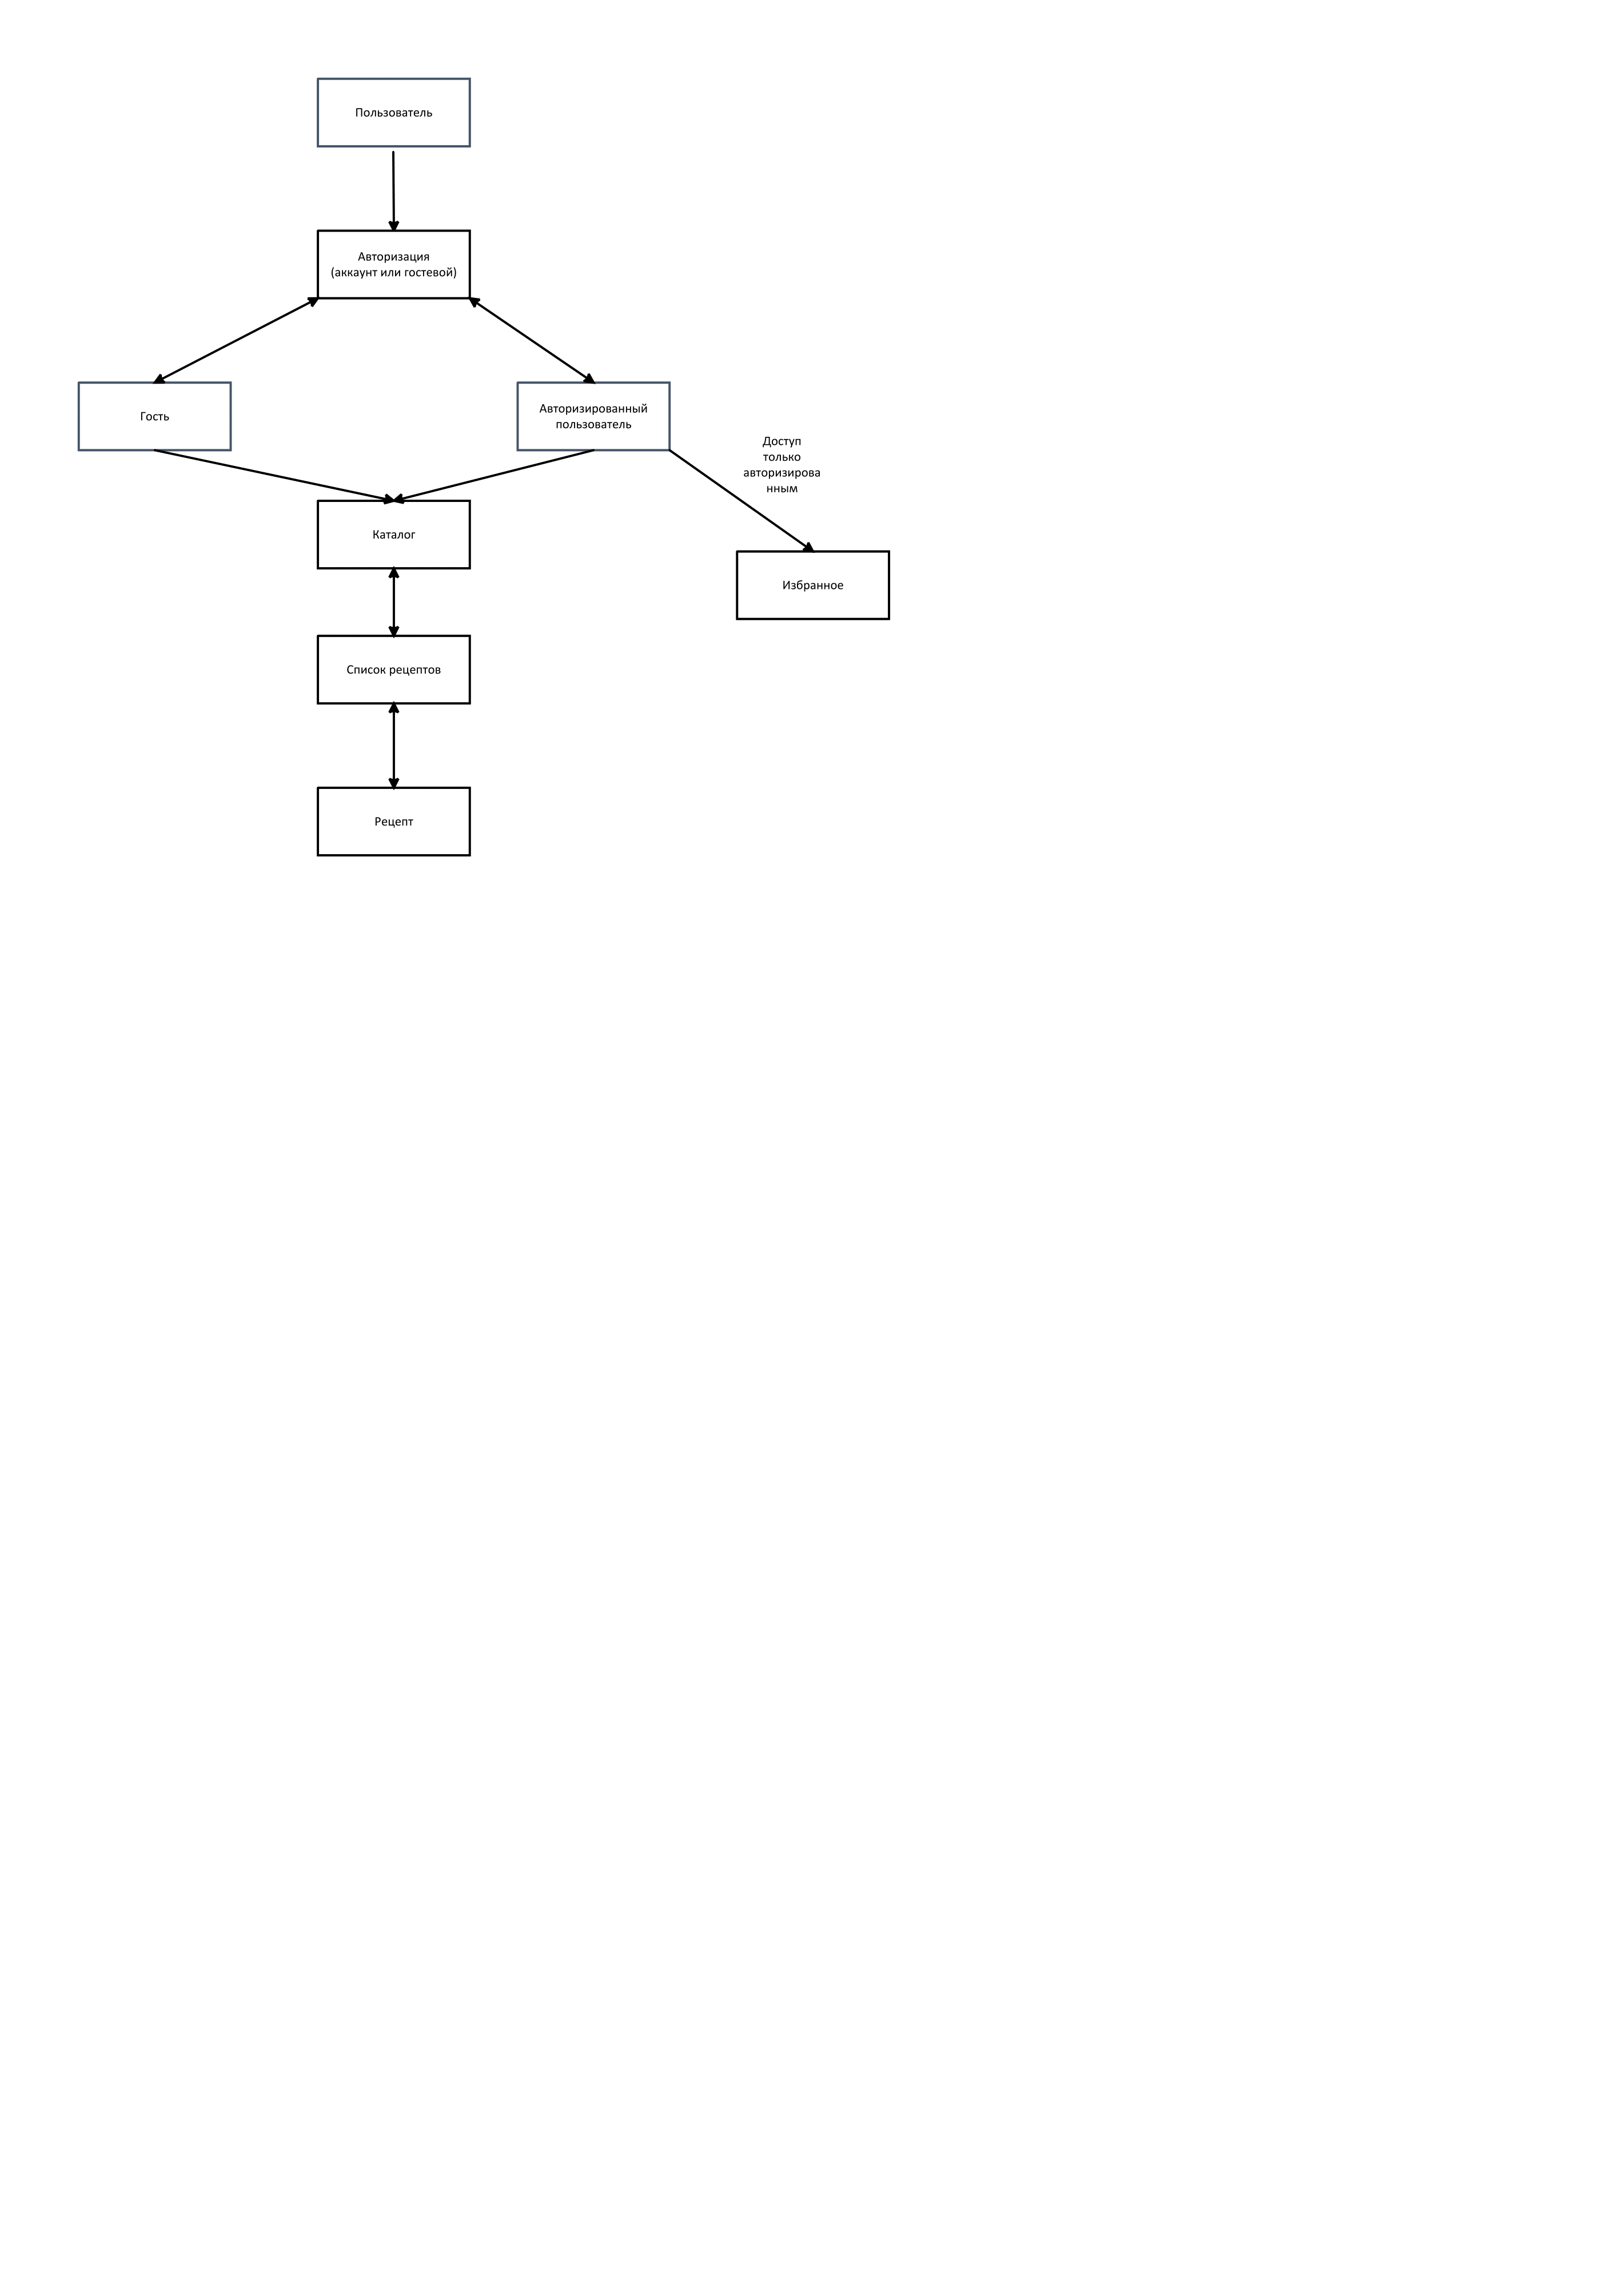 Пользователь
Авторизация
(аккаунт или гостевой)
Гость
Авторизированный
пользователь
Доступ
только
авторизирова
нным
Каталог
Избранное
Список рецептов
Рецепт